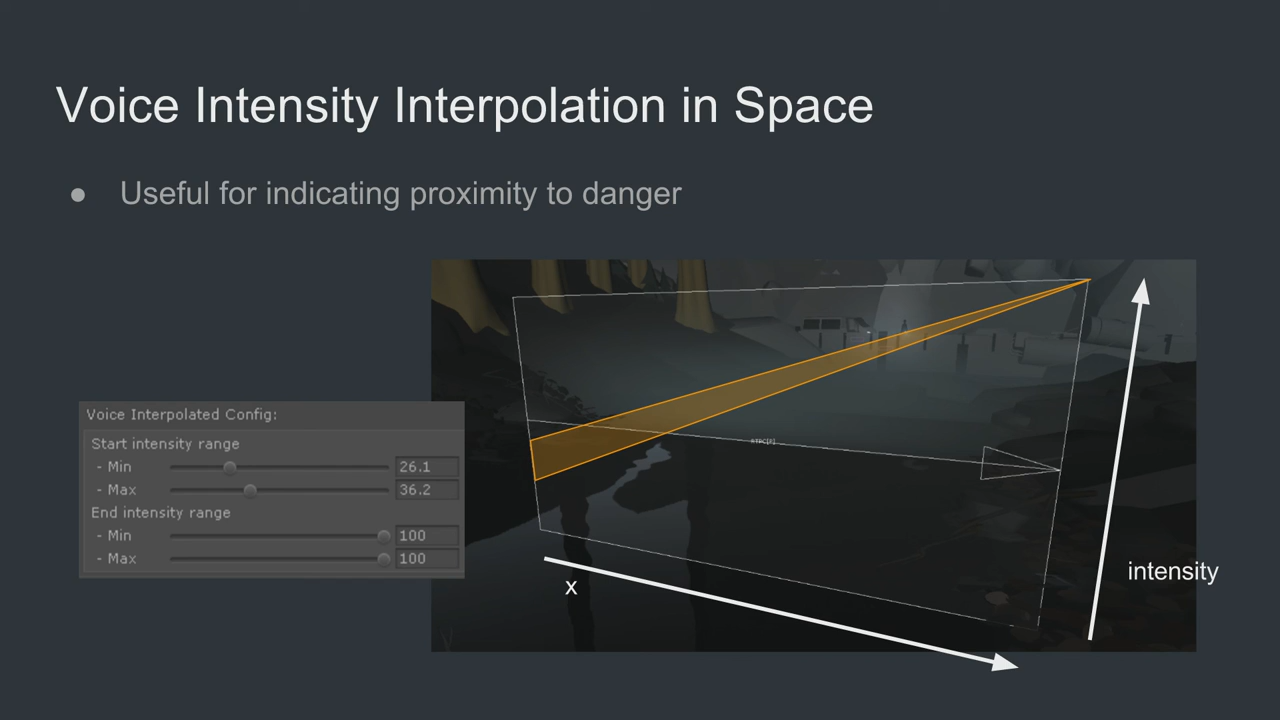 Voice Intensity Interpolation in Space
● Useful for indicating proximity to danger
Voice Interpolated Config:
Start intensity range
- Min 26.1
- Max 36.2
End intensity range
- Min 100
- Max 100
x
intensity